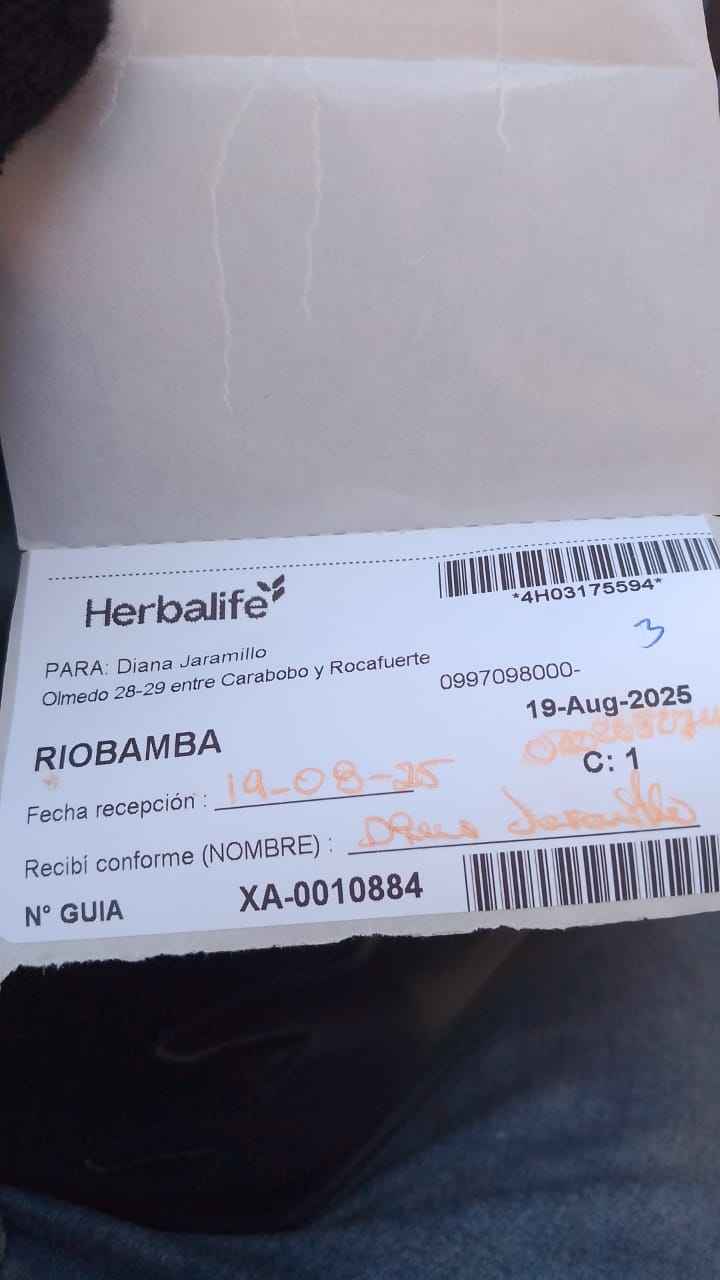 Herbalife
*4H03175594*
3
PARA: Diana Jaramillo
Olmedo 28-29 entre Carabobo y Rocafuerte
0997098000-
19-Aug-2025
RIOBAMBA
C: 1
Fecha recepción : 19-08-25
Recibí conforme (NOMBRE) : Jaramillo
N° GUIA XA-0010884